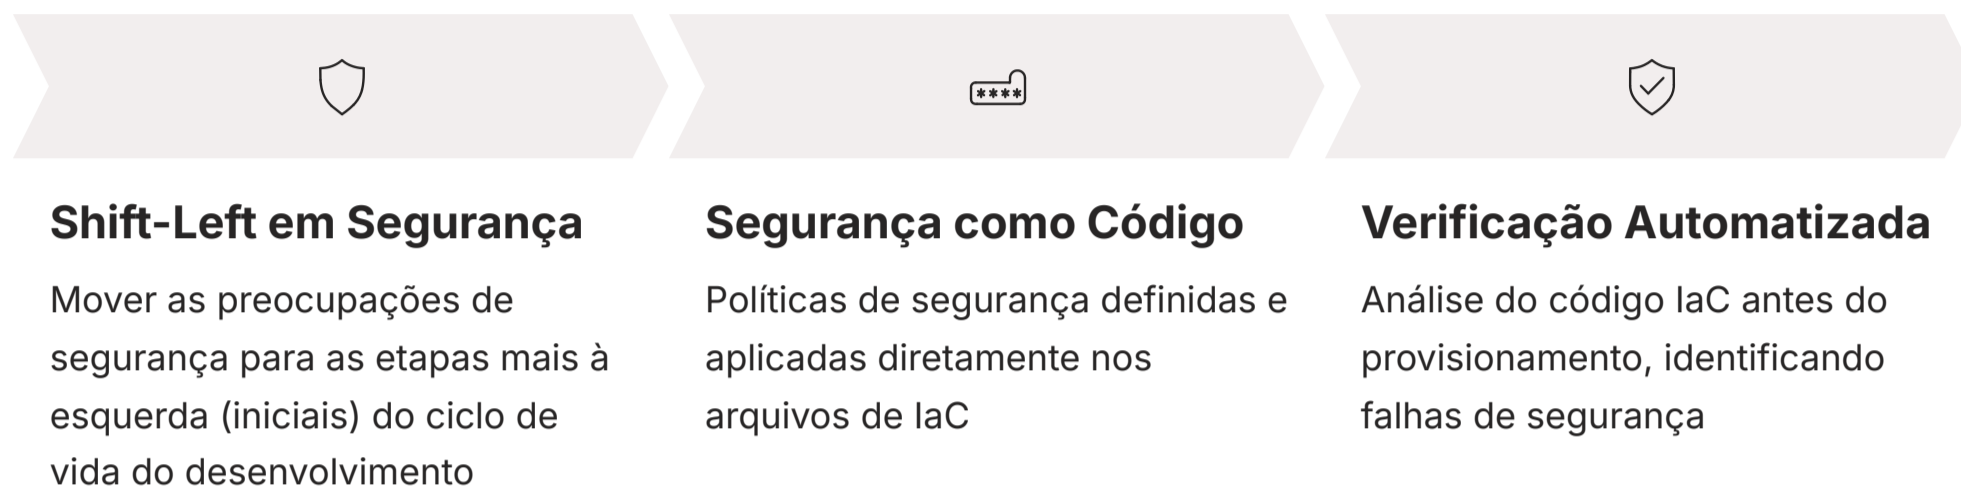 Shift-Left em Segurança
Mover as preocupações de
segurança para as etapas mais à
esquerda (iniciais) do ciclo de
vida do desenvolvimento
****
Segurança como Código
Políticas de segurança definidas e
aplicadas diretamente nos
arquivos de IaC
Verificação Automatizada
Análise do código IaC antes do
provisionamento, identificando
falhas de segurança